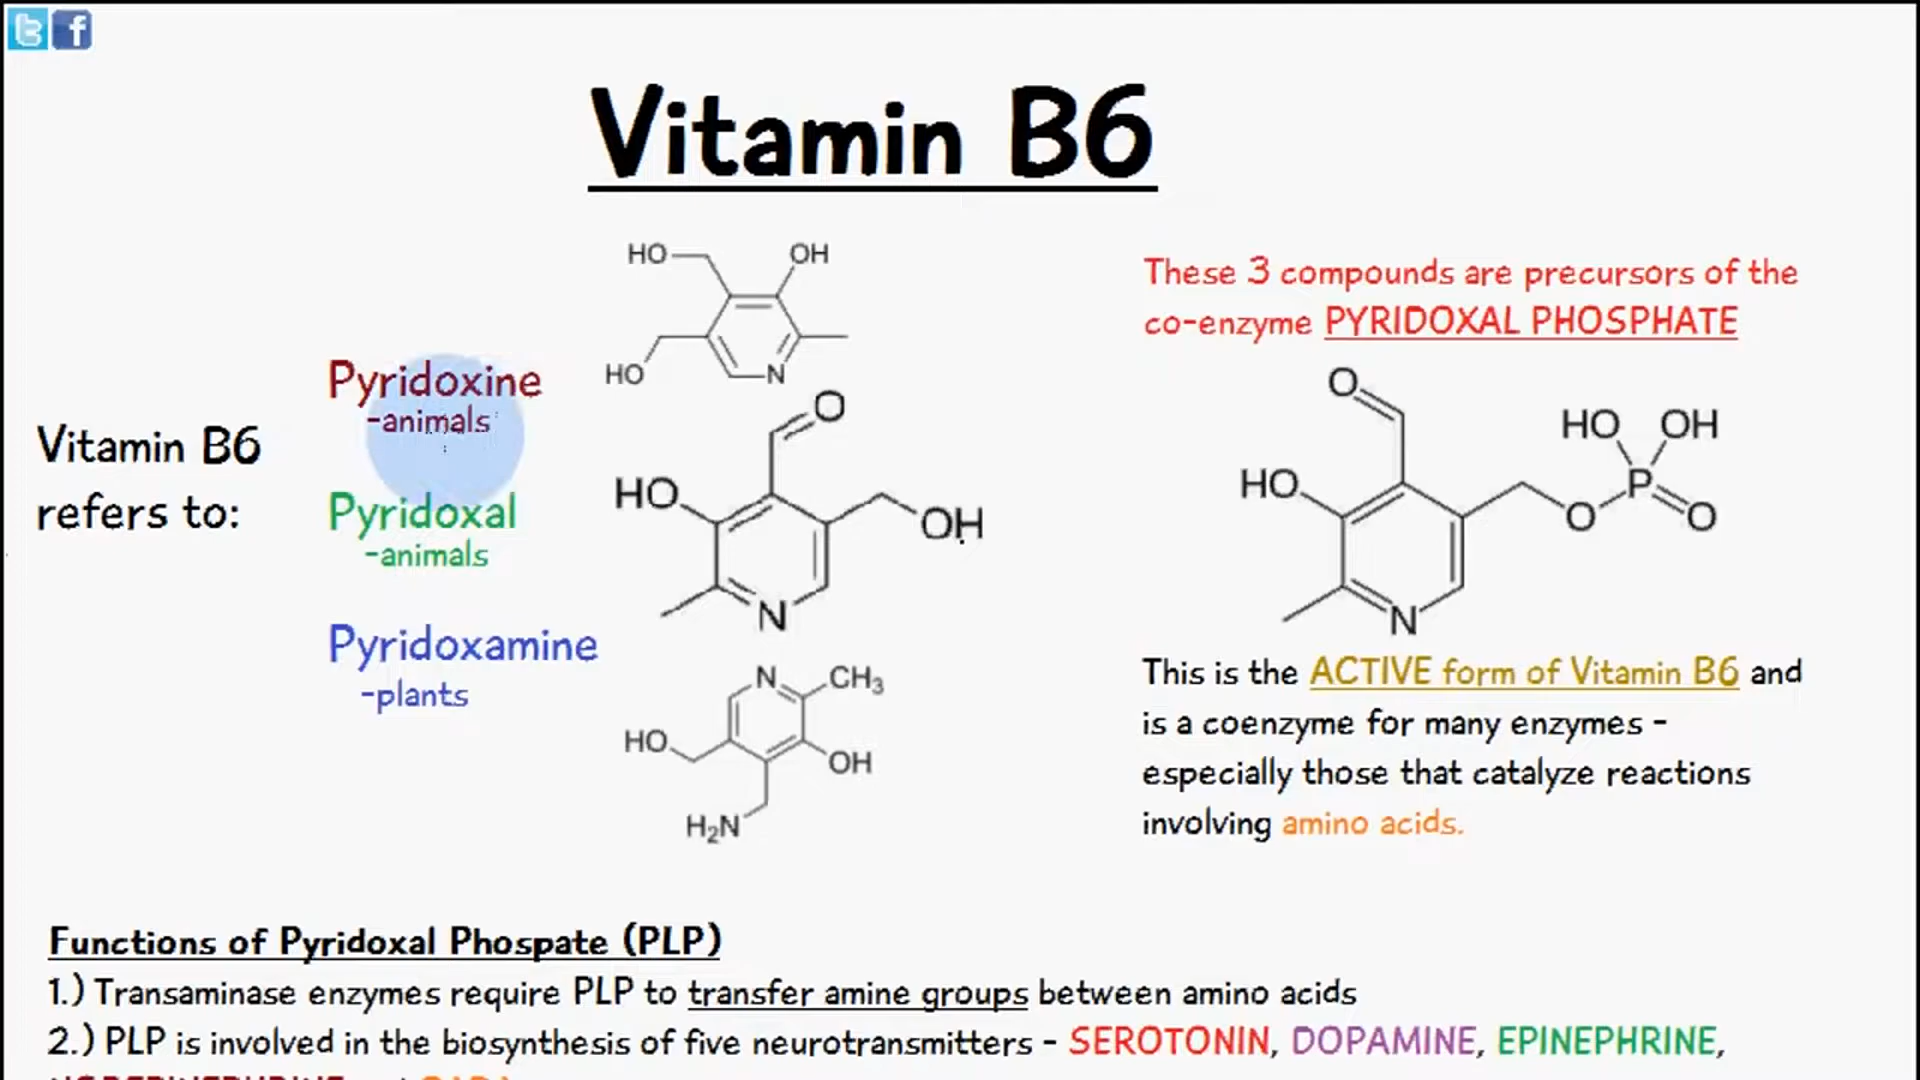 Vitamin B6
HO
OH
HO
N
These 3 compounds are precursors of the
co-enzyme PYRIDOXAL PHOSPHATE
Vitamin B6
refers to:
Pyridoxine
-animals
Pyridoxal
-animals
Pyridoxamine
-plants
O
HO
OH
N
N
CH3
HO
OH
H2N
O
HO
OH
HO
P
O
O
N
This is the ACTIVE form of Vitamin B6 and
is a coenzyme for many enzymes -
especially those that catalyze reactions
involving amino acids.
Functions of Pyridoxal Phospate (PLP)
1.) Transaminase enzymes require PLP to transfer amine groups between amino acids
2.) PLP is involved in the biosynthesis of five neurotransmitters - SEROTONIN, DOPAMINE, EPINEPHRINE,